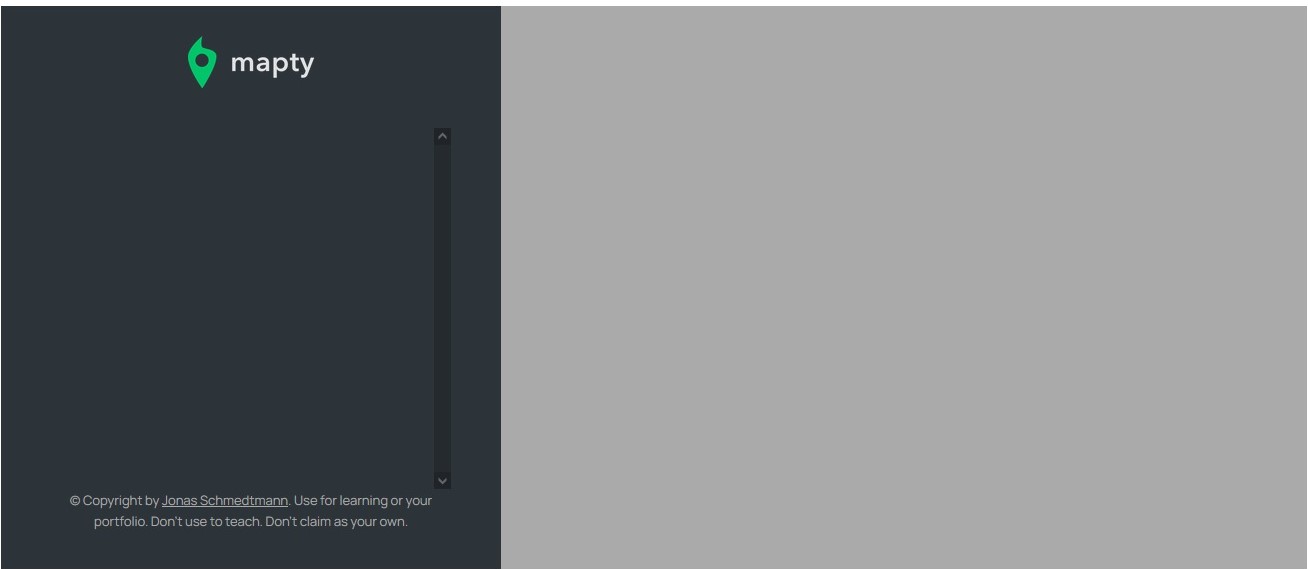 mapty
© Copyright by Jonas Schmedtmann. Use for learning or your
portfolio. Don't use to teach. Don't claim as your own.